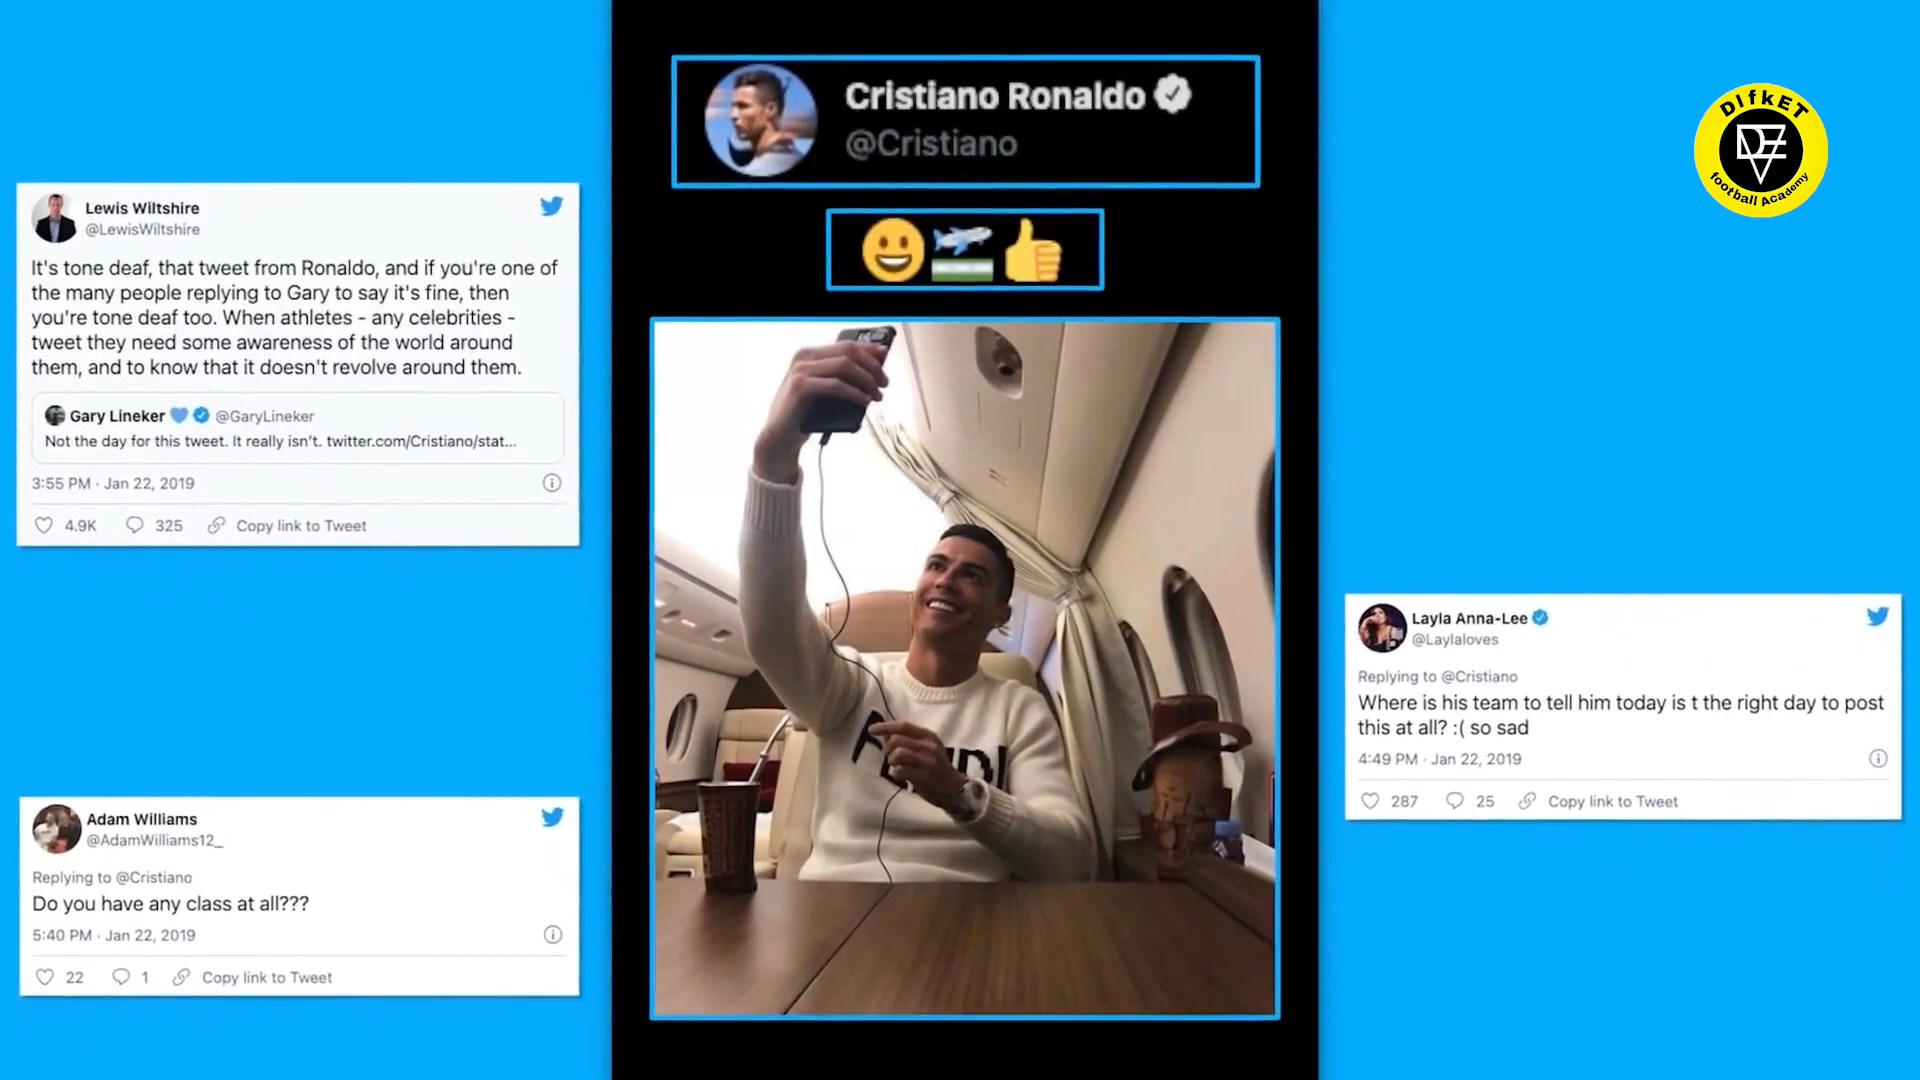 Cristiano Ronaldo
@Cristiano
DIfkET
football Academy
Lewis Wiltshire
@LewisWiltshire
It's tone deaf, that tweet from Ronaldo, and if you're one of
the many people replying to Gary to say it's fine, then
you're tone deaf too. When athletes - any celebrities -
tweet they need some awareness of the world around
them, and to know that it doesn't revolve around them.
Gary Lineker 💙 @GaryLineker
Not the day for this tweet. It really isn't. twitter.com/Cristiano/stat...
3:55 PM · Jan 22, 2019
4.9K 325 Copy link to Tweet
Adam Williams
@AdamWilliams12_
Replying to @Cristiano
Do you have any class at all???
5:40 PM · Jan 22, 2019
22 1 Copy link to Tweet
😀🛫👍
Layla Anna-Lee
@Laylaloves
Replying to @Cristiano
Where is his team to tell him today is t the right day to post
this at all? :( so sad
4:49 PM · Jan 22, 2019
287 25 Copy link to Tweet